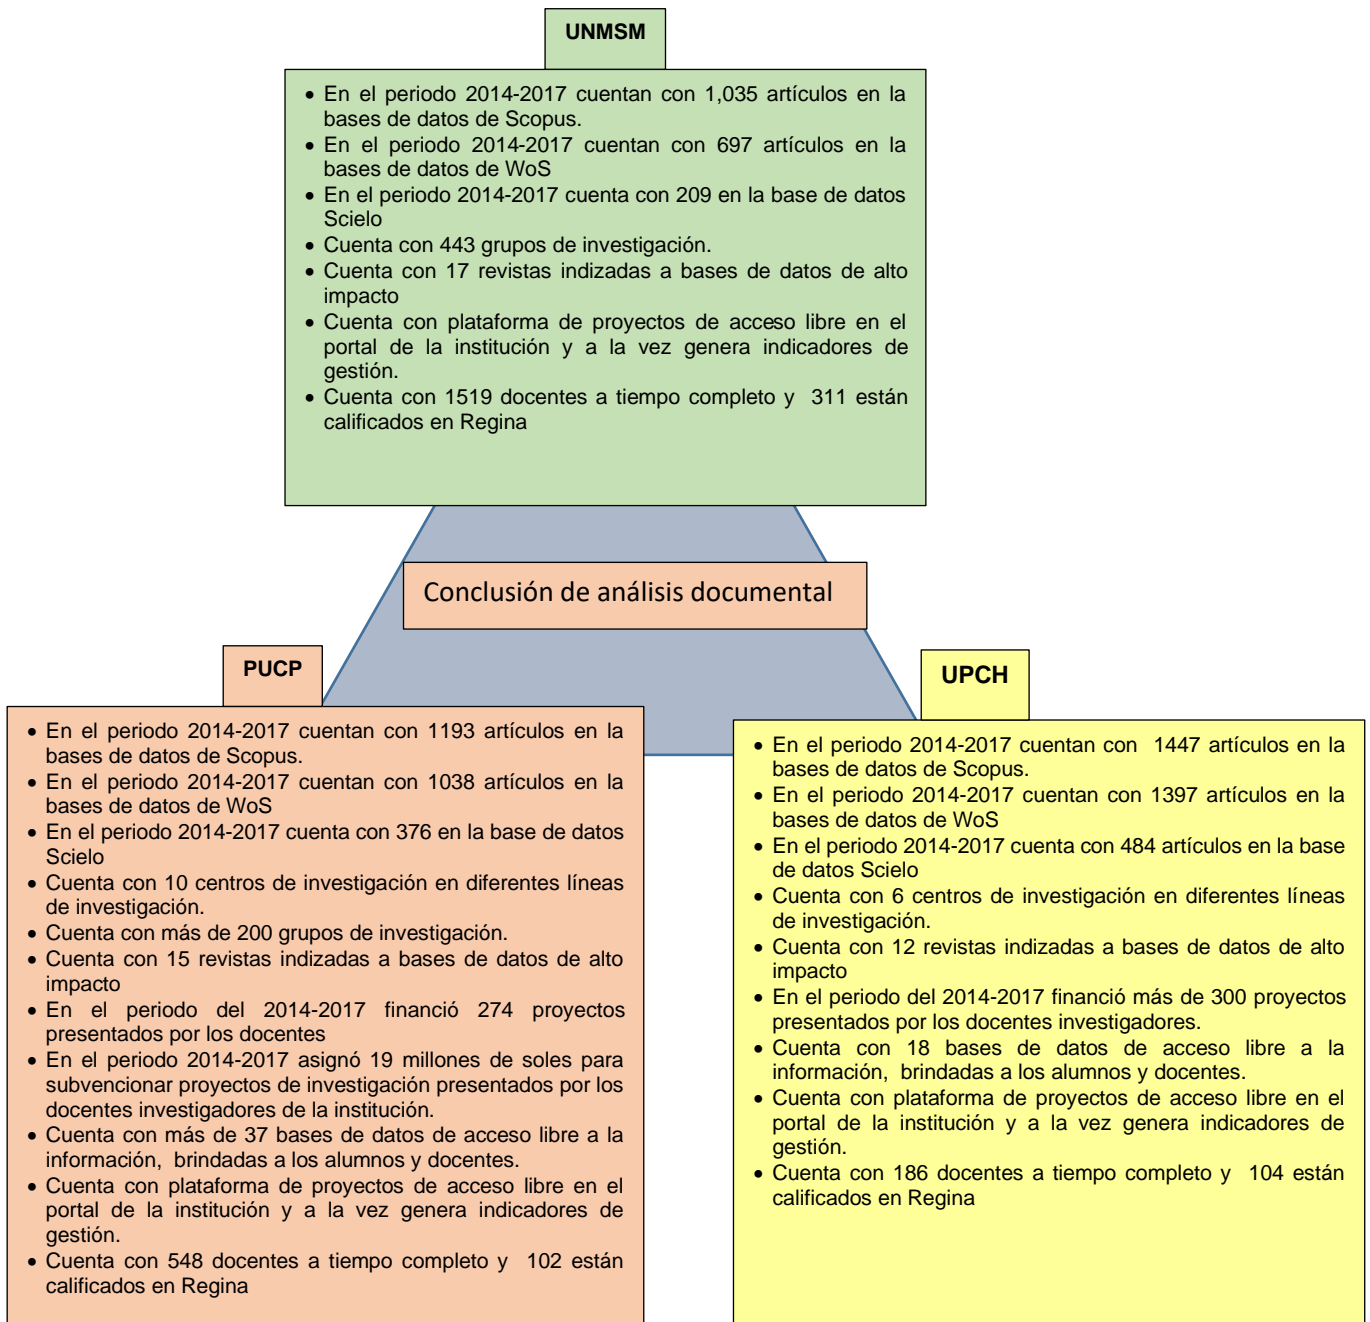 UNMSM
• En el periodo 2014-2017 cuentan con 1,035 artículos en la
bases de datos de Scopus.
• En el periodo 2014-2017 cuentan con 697 artículos en la
bases de datos de WoS
• En el periodo 2014-2017 cuenta con 209 en la base de datos
Scielo
• Cuenta con 443 grupos de investigación.
• Cuenta con 17 revistas indizadas a bases de datos de alto
impacto
• Cuenta con plataforma de proyectos de acceso libre en el
portal de la institución y a la vez genera indicadores de
gestión.
• Cuenta con 1519 docentes a tiempo completo y 311 están
calificados en Regina
Conclusión de análisis documental
PUCP
• En el periodo 2014-2017 cuentan con 1193 artículos en la
bases de datos de Scopus.
• En el periodo 2014-2017 cuentan con 1038 artículos en la
bases de datos de WoS
• En el periodo 2014-2017 cuenta con 376 en la base de datos
Scielo
• Cuenta con 10 centros de investigación en diferentes líneas
de investigación.
• Cuenta con más de 200 grupos de investigación.
• Cuenta con 15 revistas indizadas a bases de datos de alto
impacto
• En el periodo del 2014-2017 financió 274 proyectos
presentados por los docentes
• En el periodo 2014-2017 asignó 19 millones de soles para
subvencionar proyectos de investigación presentados por los
docentes investigadores de la institución.
• Cuenta con más de 37 bases de datos de acceso libre a la
información, brindadas a los alumnos y docentes.
• Cuenta con plataforma de proyectos de acceso libre en el
portal de la institución y a la vez genera indicadores de
gestión.
• Cuenta con 548 docentes a tiempo completo y 102 están
calificados en Regina
UPCH
• En el periodo 2014-2017 cuentan con 1447 artículos en la
bases de datos de Scopus.
• En el periodo 2014-2017 cuentan con 1397 artículos en la
bases de datos de WoS
• En el periodo 2014-2017 cuenta con 484 artículos en la base
de datos Scielo
• Cuenta con 6 centros de investigación en diferentes líneas
de investigación.
• Cuenta con 12 revistas indizadas a bases de datos de alto
impacto
• En el periodo del 2014-2017 financió más de 300 proyectos
presentados por los docentes investigadores.
• Cuenta con 18 bases de datos de acceso libre a la
información, brindadas a los alumnos y docentes.
• Cuenta con plataforma de proyectos de acceso libre en el
portal de la institución y a la vez genera indicadores de
gestión.
• Cuenta con 186 docentes a tiempo completo y 104 están
calificados en Regina